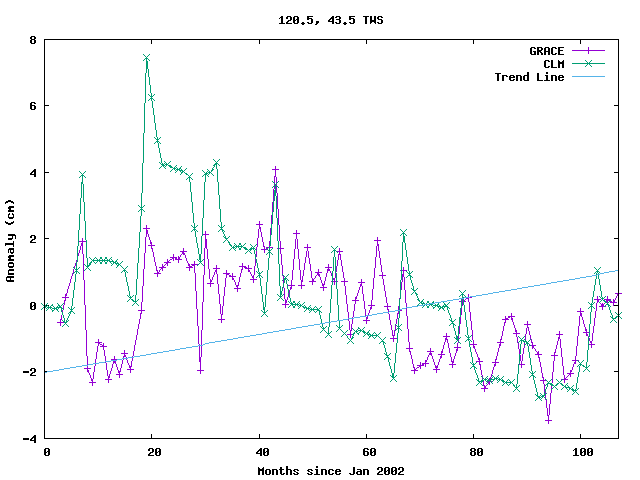 120.5, 43.5 TWS
GRACE
CLM
Trend Line
8
6
4
2
0
-2
-4
Anomaly (cm)
0 20 40 60 80 100
Months since Jan 2002